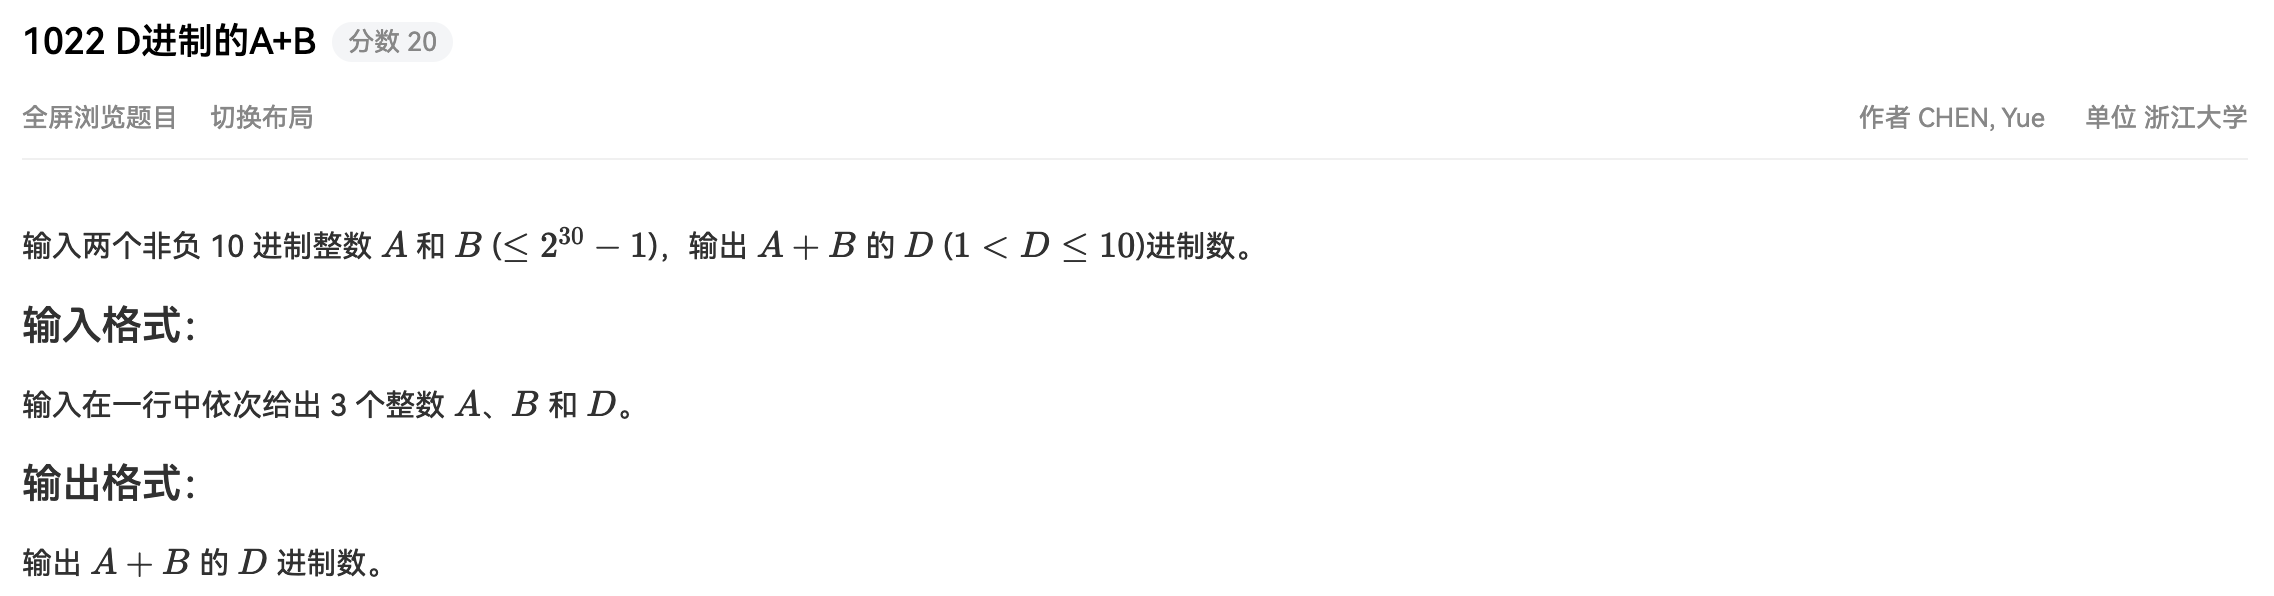 1022 D进制的A+B 分数 20
全屏浏览题目 切换布局 作者 CHEN, Yue 单位 浙江大学
输入两个非负 10 进制整数 A 和 B (≤ 2³⁰ − 1)，输出 A + B 的 D (1 < D ≤ 10)进制数。
输入格式：
输入在一行中依次给出 3 个整数 A、B 和 D。
输出格式：
输出 A + B 的 D 进制数。